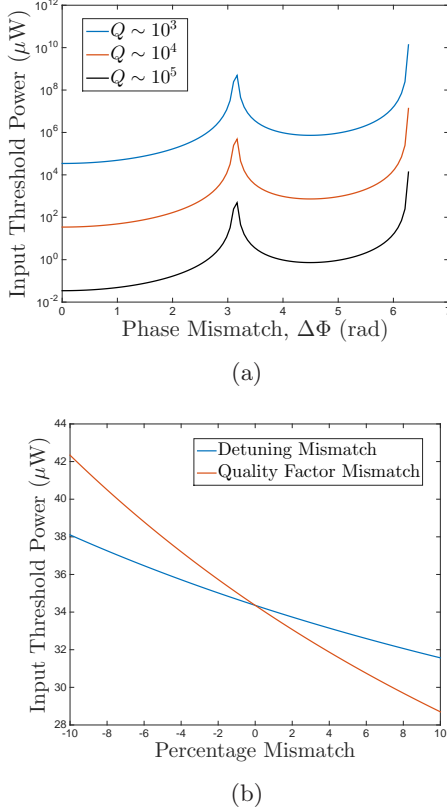 10^12
10^10
10^8
10^6
10^4
10^2
10^0
10^-2
Input Threshold Power (μW)
Q ∼ 10^3
Q ∼ 10^4
Q ∼ 10^5
0 1 2 3 4 5 6 7
Phase Mismatch, ΔΦ (rad)
(a)
44
42
40
38
36
34
32
30
28
Input Threshold Power (μW)
Detuning Mismatch
Quality Factor Mismatch
-10 -8 -6 -4 -2 0 2 4 6 8 10
Percentage Mismatch
(b)